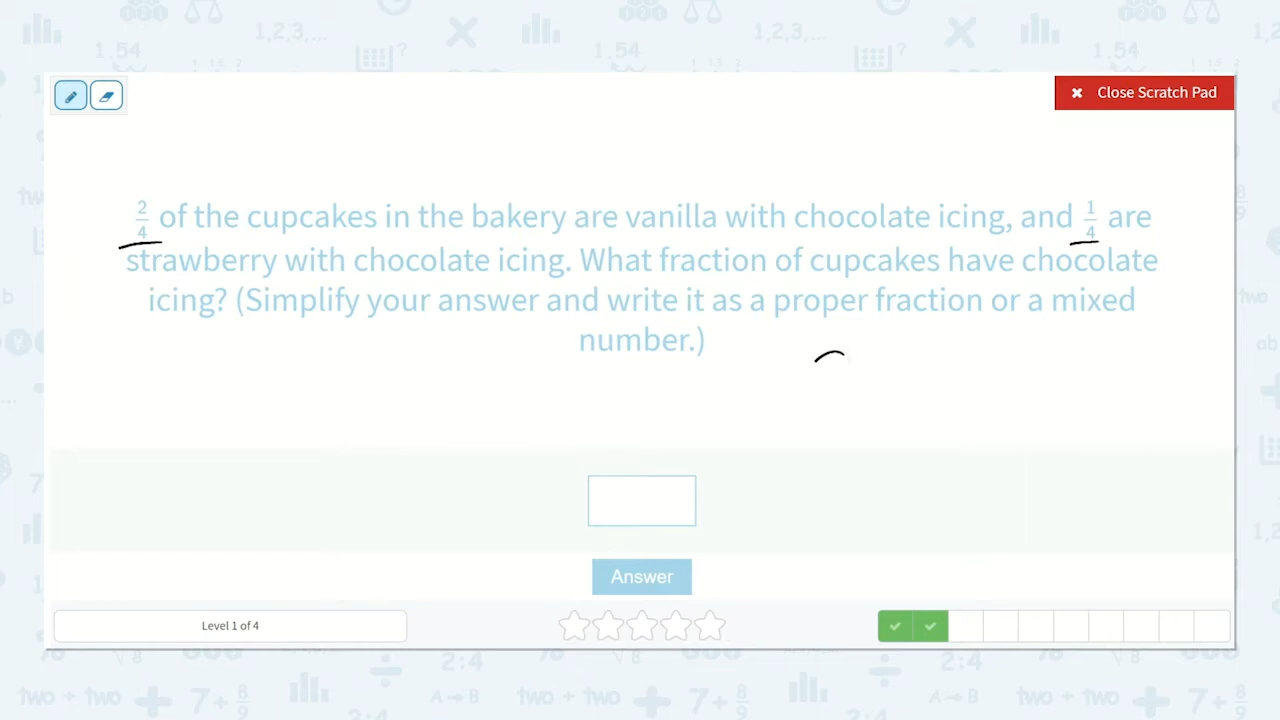 Close Scratch Pad
2/4 of the cupcakes in the bakery are vanilla with chocolate icing, and 1/4 are
strawberry with chocolate icing. What fraction of cupcakes have chocolate
icing? (Simplify your answer and write it as a proper fraction or a mixed
number.)
Answer
Level 1 of 4